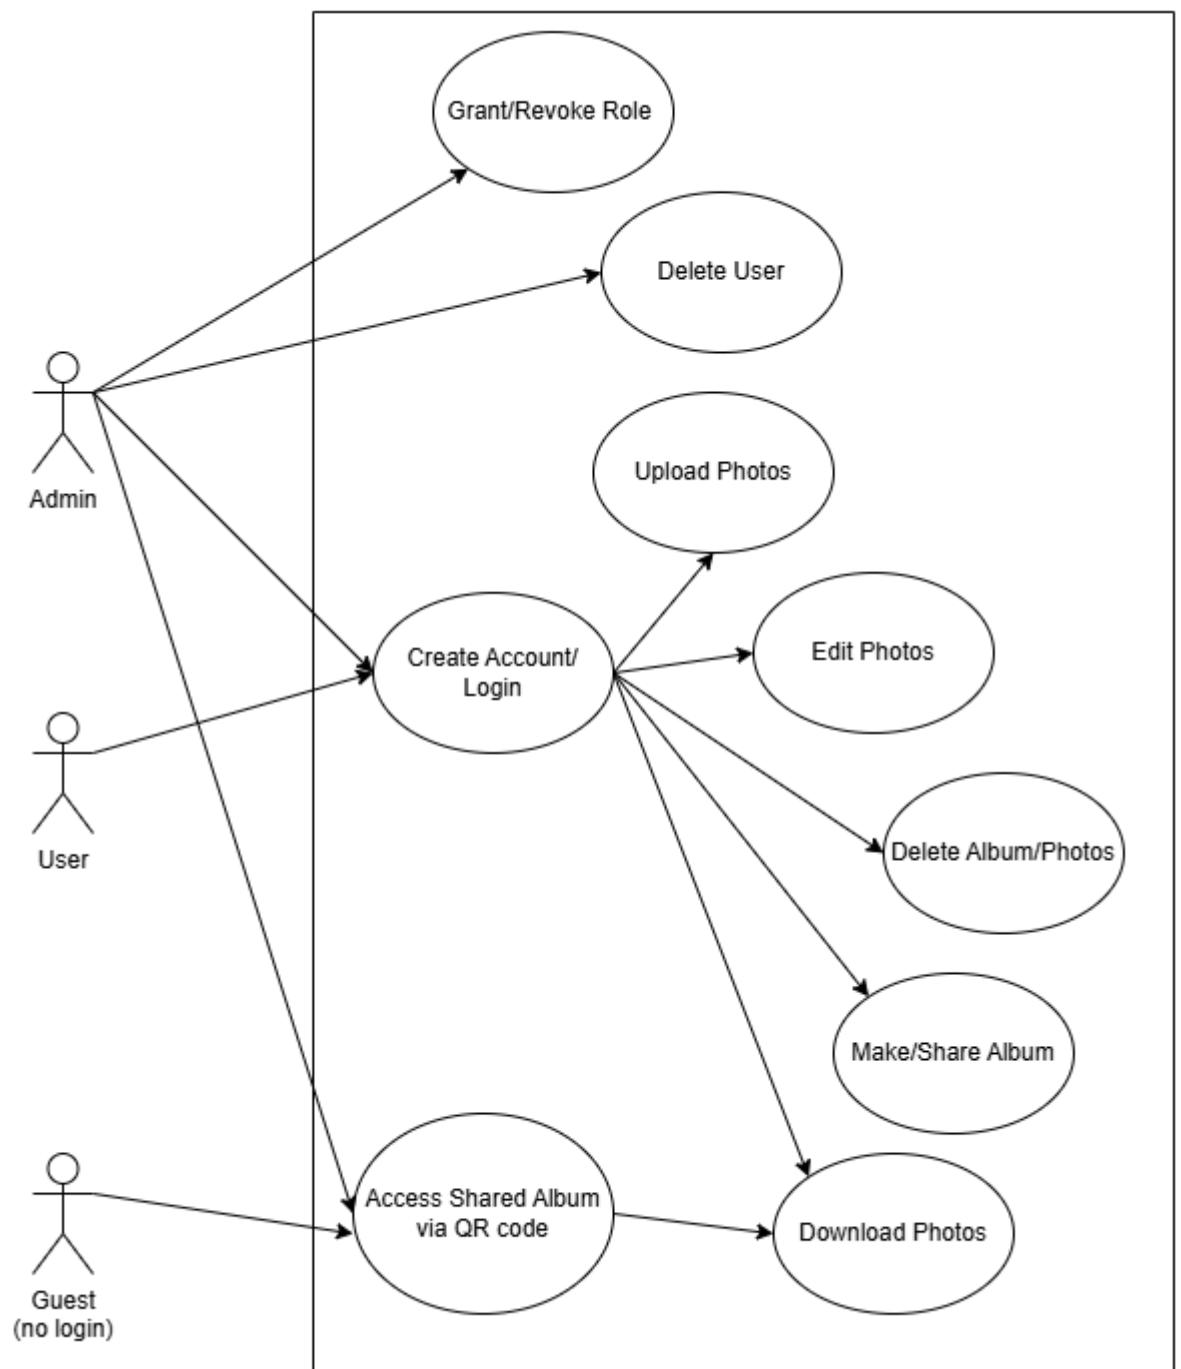 Grant/Revoke Role
Delete User
Admin
Upload Photos
Create Account/
Login
Edit Photos
User
Delete Album/Photos
Make/Share Album
Access Shared Album
via QR code
Download Photos
Guest
(no login)